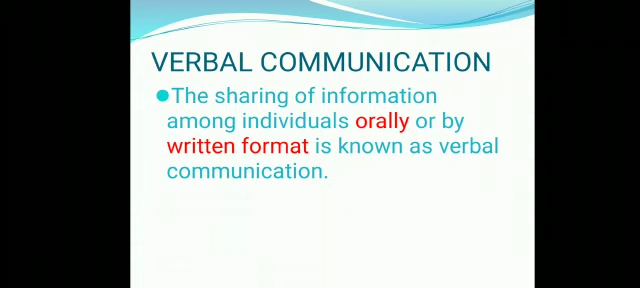 VERBAL COMMUNICATION
●The sharing of information
among individuals orally or by
written format is known as verbal
communication.